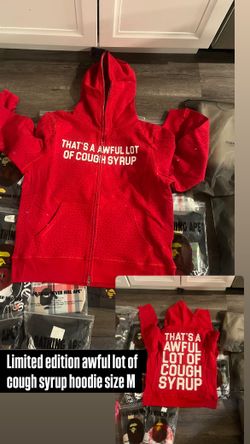 THAT'S A AWFUL LOT
OF COUGH SYRUP
THAT'S A
AWFUL
LOT OF
COUGH
SYRUP
Limited edition awful lot of
cough syrup hoodie size M